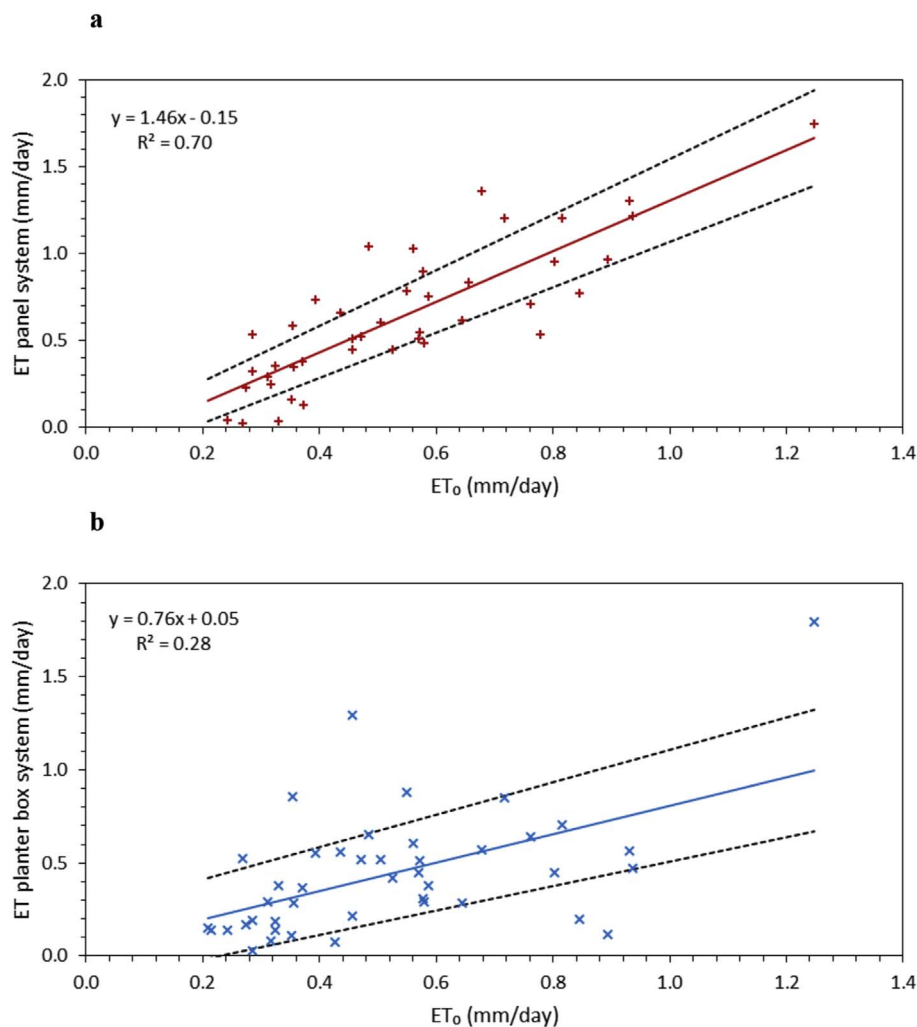 a
2.0
y = 1.46x - 0.15
R² = 0.70
1.5
1.0
0.5
0.0
ET panel system (mm/day)
0.0 0.2 0.4 0.6 0.8 1.0 1.2 1.4
ET₀ (mm/day)
b
2.0
y = 0.76x + 0.05
R² = 0.28
1.5
1.0
0.5
0.0
ET planter box system (mm/day)
0.0 0.2 0.4 0.6 0.8 1.0 1.2 1.4
ET₀ (mm/day)